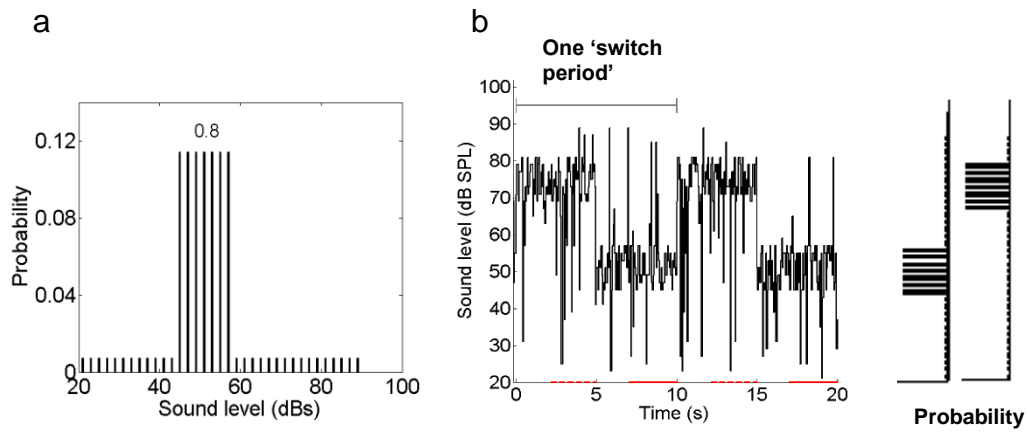 a
0.8
0.12
0.08
0.04
0
Probability
20 40 60 80 100
Sound level (dBs)
b
One ‘switch
period’
100
90
80
70
60
50
40
30
20
Sound level (dB SPL)
0 5 10 15 20
Time (s)
Probability